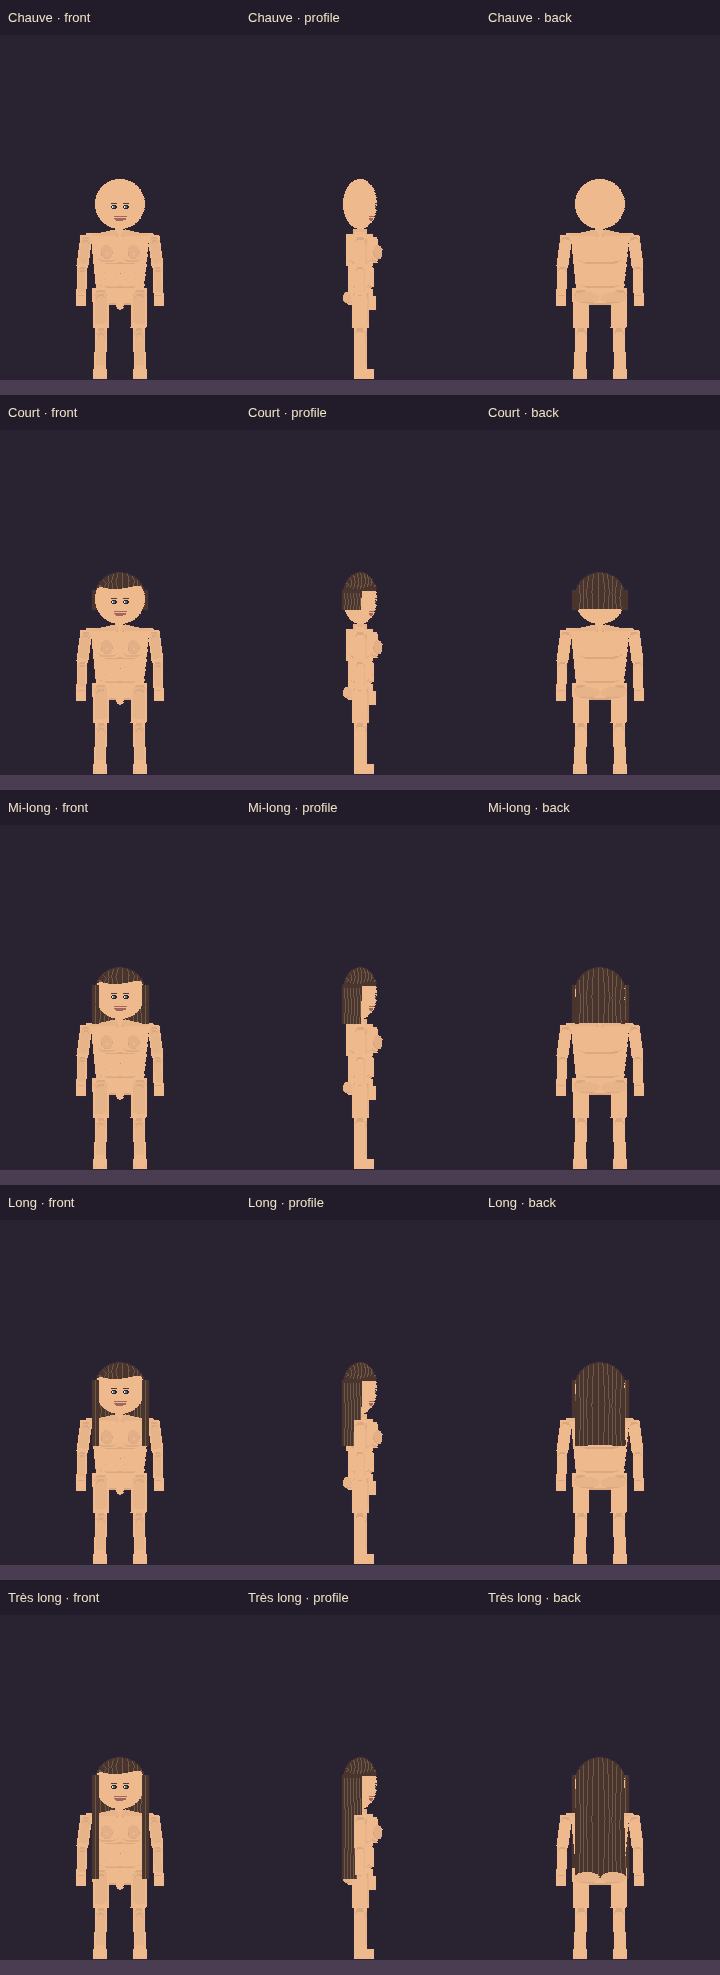 Chauve · front
Chauve · profile
Chauve · back
Court · front
Court · profile
Court · back
Mi-long · front
Mi-long · profile
Mi-long · back
Long · front
Long · profile
Long · back
Très long · front
Très long · profile
Très long · back